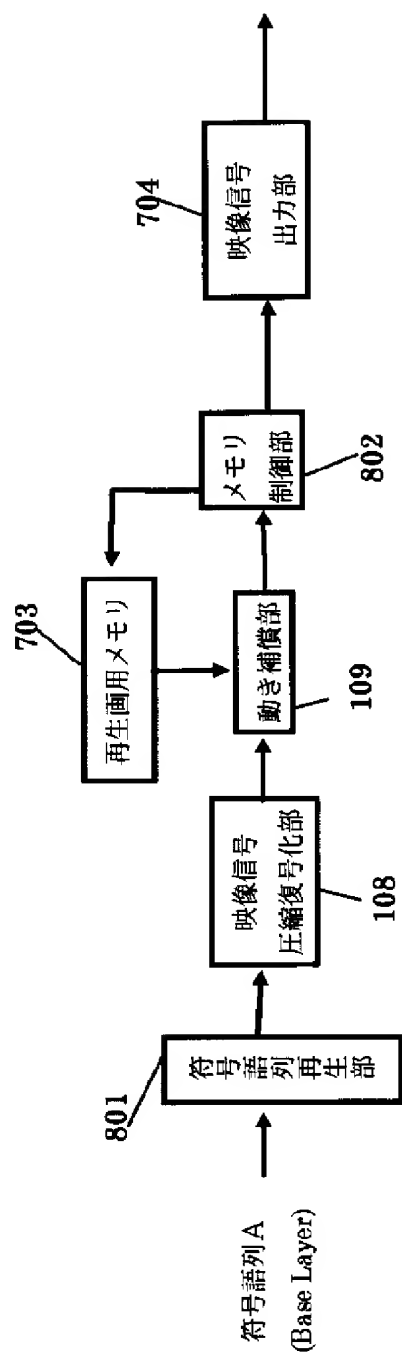 符号語列A
(Base Layer)
801
符号語列再生部
映像信号
圧縮復号化部
108
703
再生画用メモリ
動き補償部
109
メモリ
制御部
802
704
映像信号
出力部